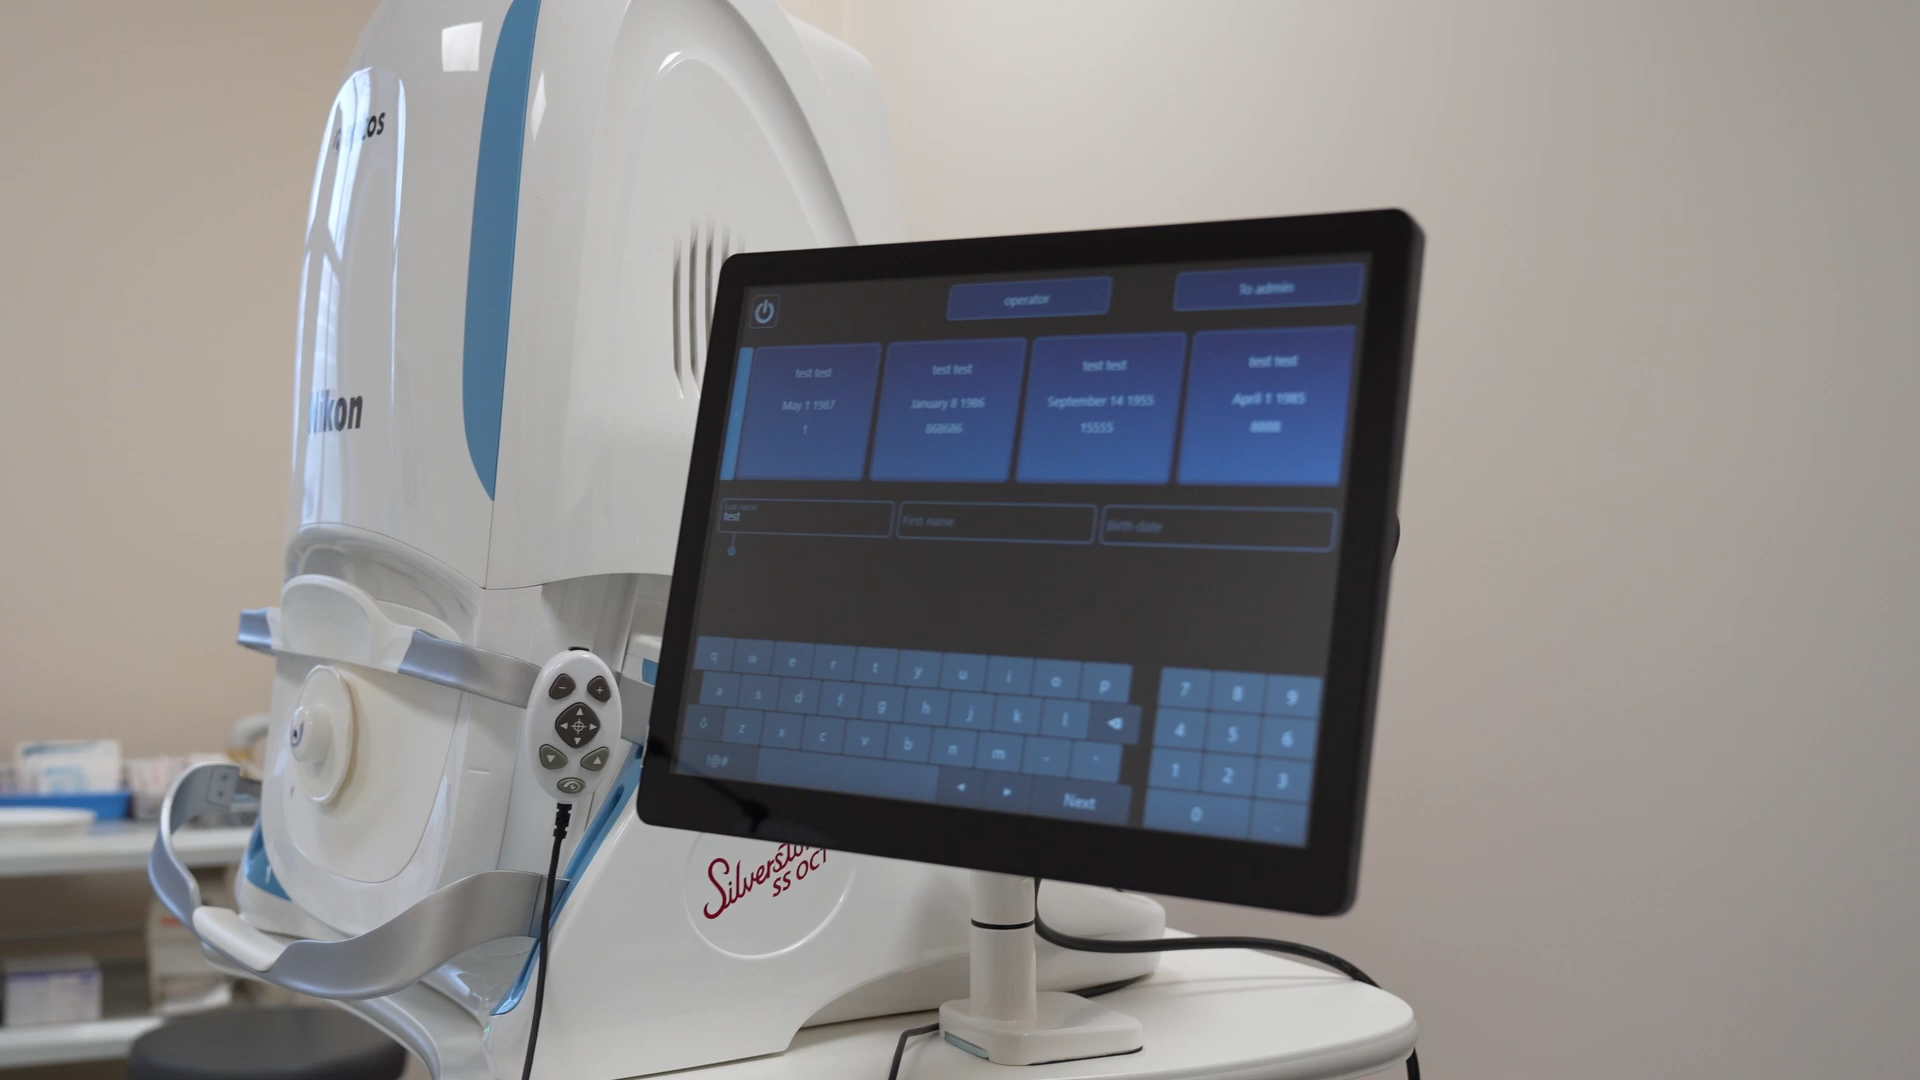 operator
To admin
test test
May 1 1987
1
test test
January 8 1986
868686
test test
September 14 1955
15555
test test
April 1 1985
8888
Last name
test
First name
Birth date
q w e r t y u i o p
a s d f g h j k l
z x c v b n m - '
!@#
Next
7 8 9
4 5 6
1 2 3
0 .
Nikon
SS OCT